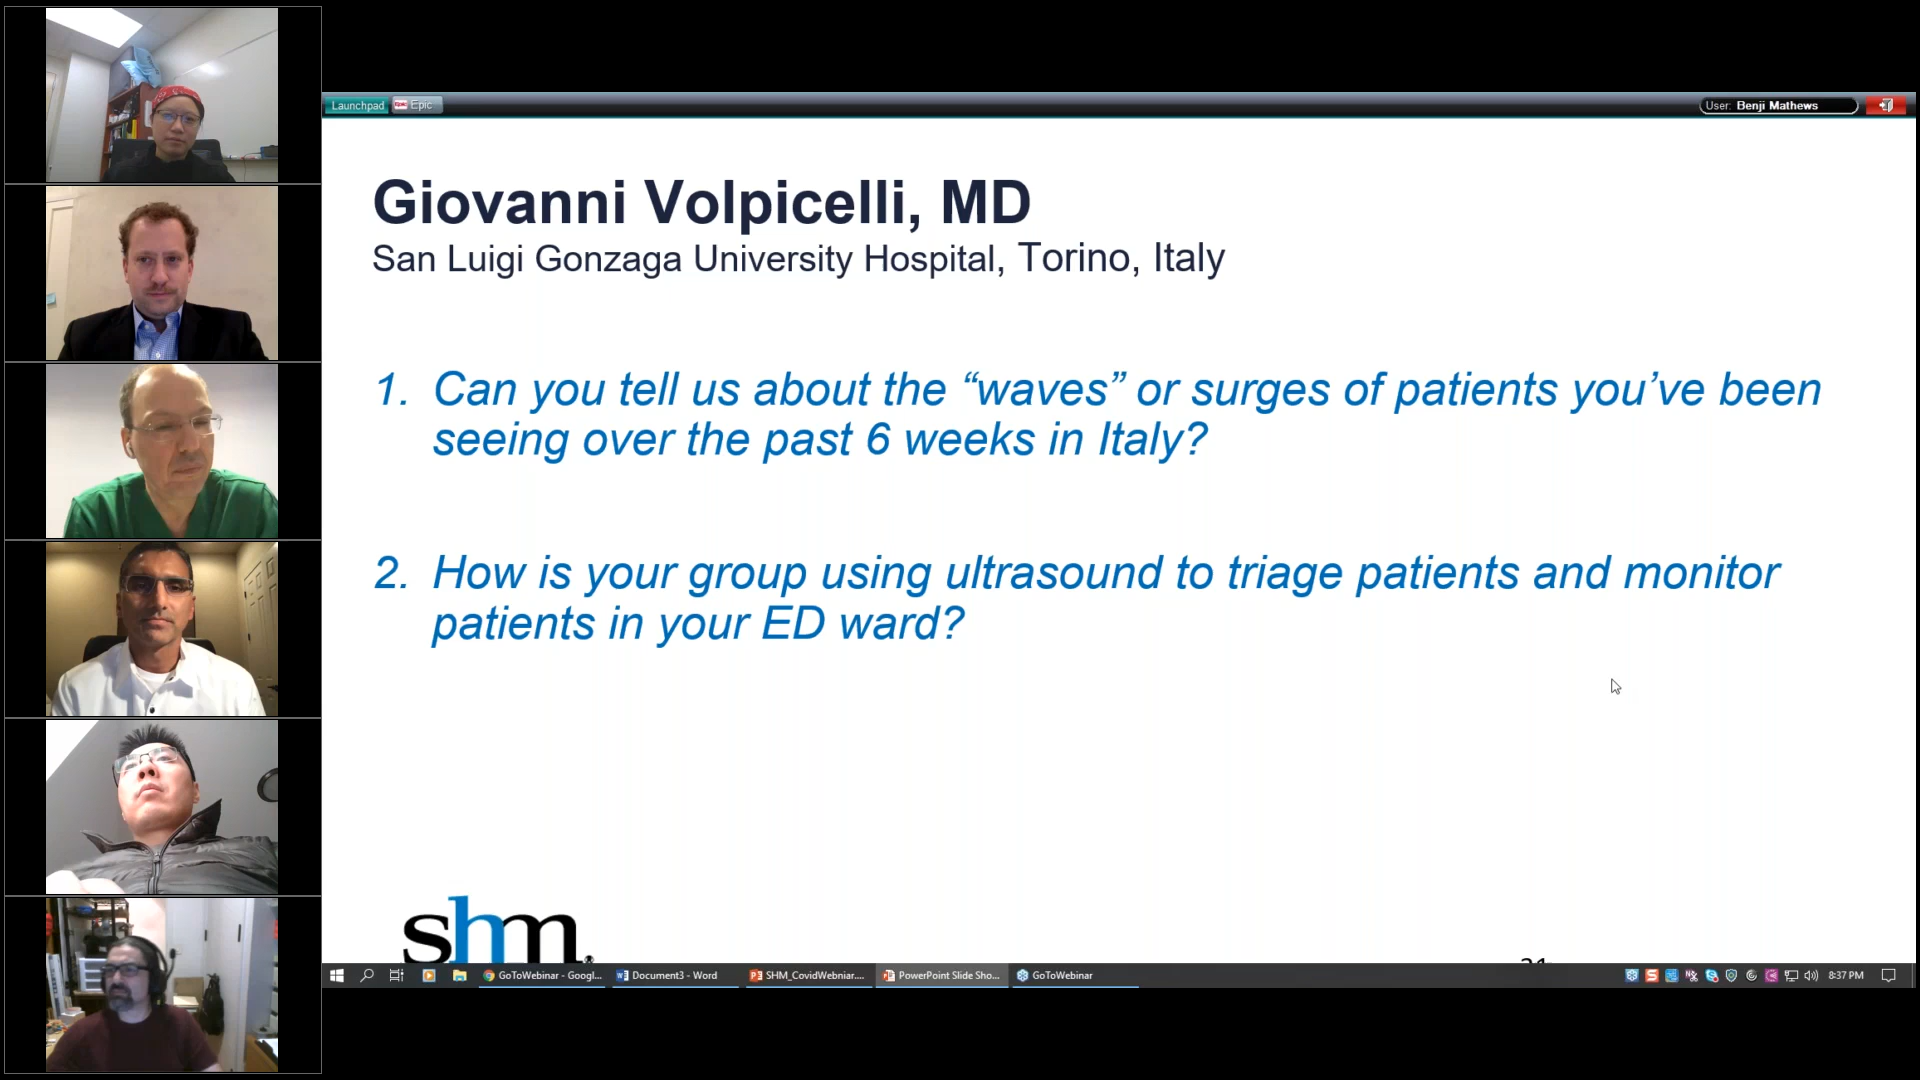 Launchpad
Epic Epic
User: Benji Mathews
Giovanni Volpicelli, MD
San Luigi Gonzaga University Hospital, Torino, Italy
1. Can you tell us about the “waves” or surges of patients you’ve been
seeing over the past 6 weeks in Italy?
2. How is your group using ultrasound to triage patients and monitor
patients in your ED ward?
shm
GoToWebinar - Googl...
Document3 - Word
SHM_CovidWebniar....
PowerPoint Slide Sho...
GoToWebinar
8:37 PM